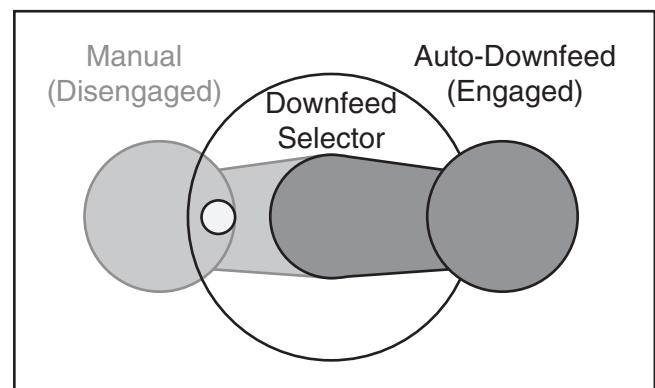 Manual
(Disengaged)
Auto-Downfeed
(Engaged)
Downfeed
Selector